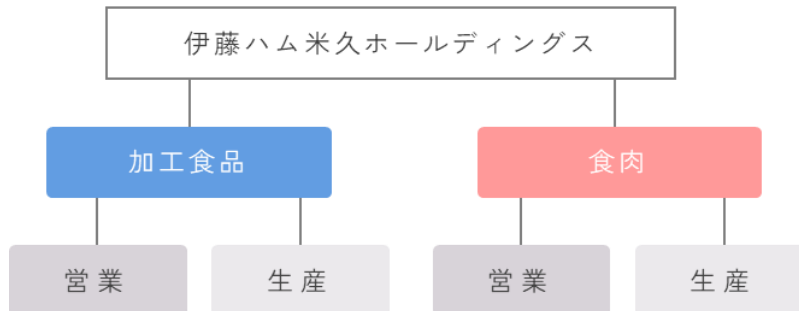 伊藤ハム米久ホールディングス
加工食品
食肉
営業
生産
営業
生産